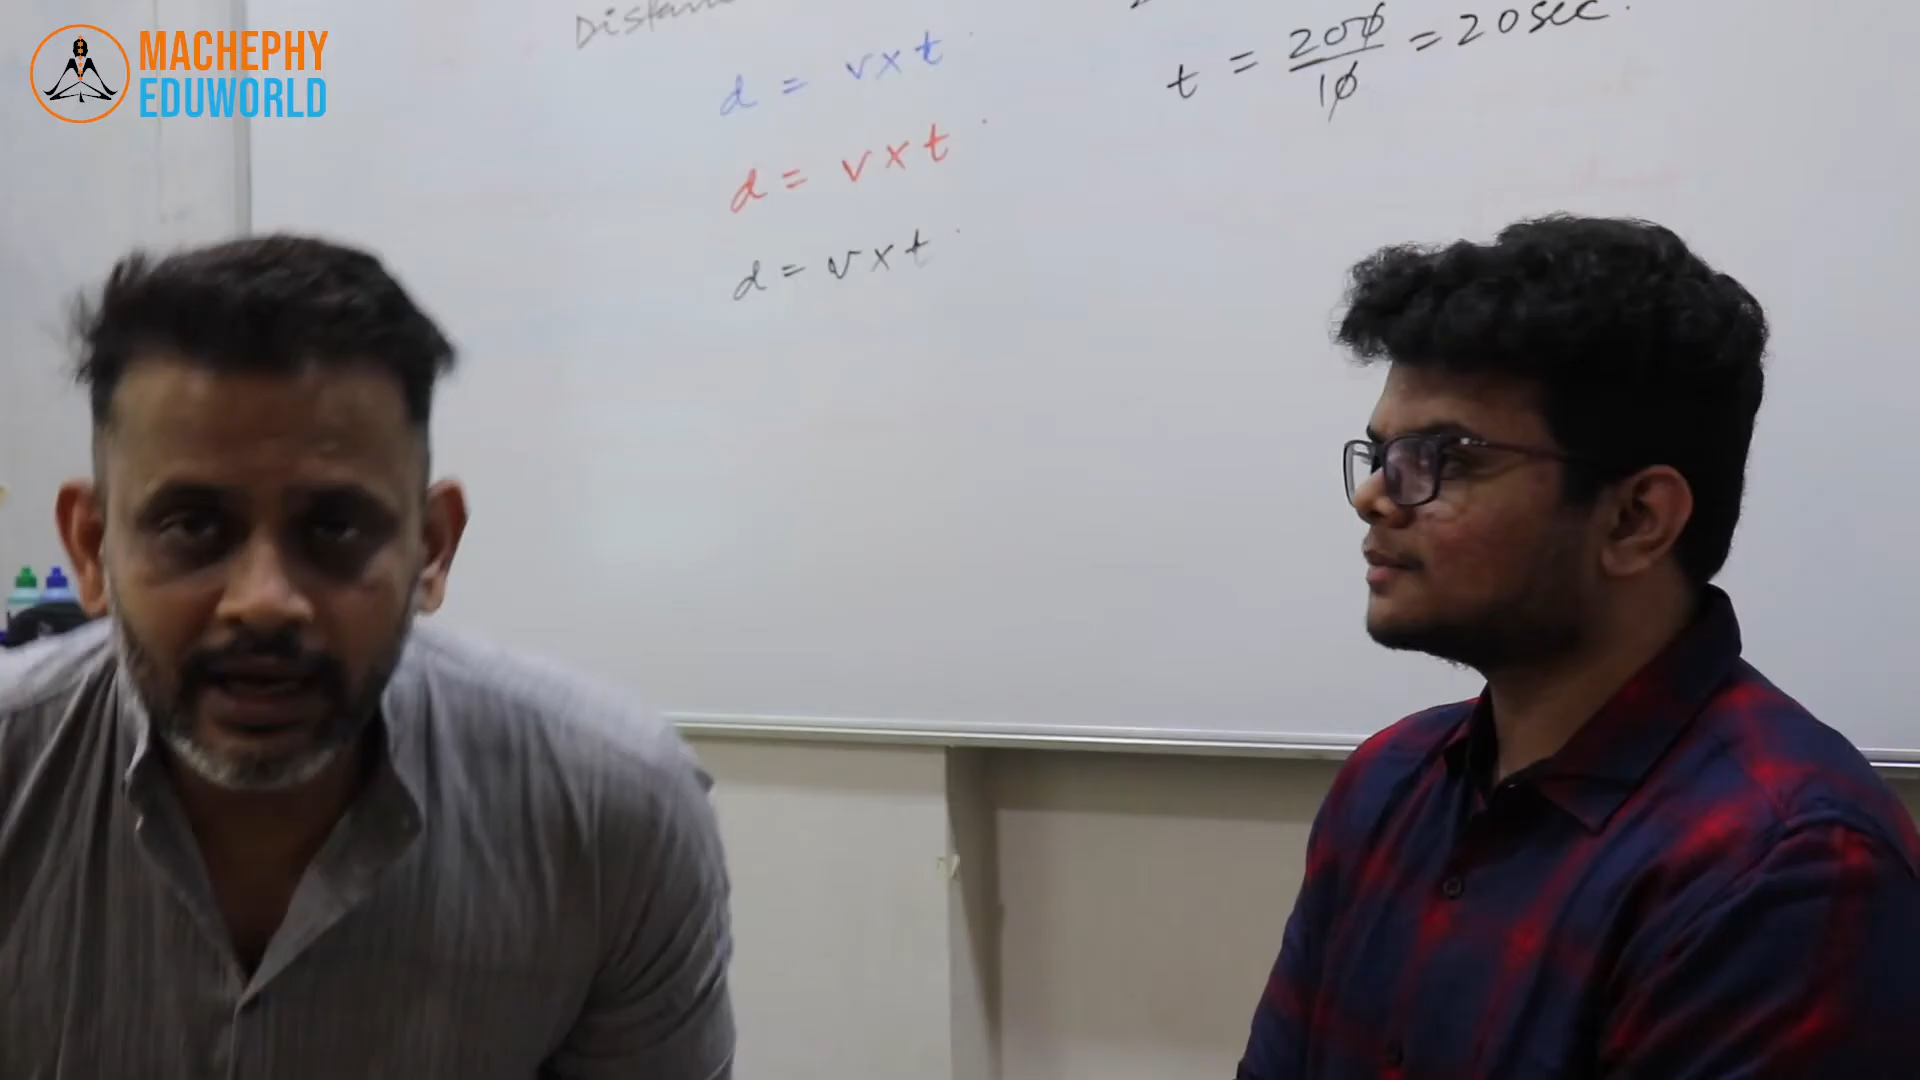 MACHEPHY
EDUWORLD
d = v x t
d = v x t
d = v x t
t = 200/10 = 20 sec.